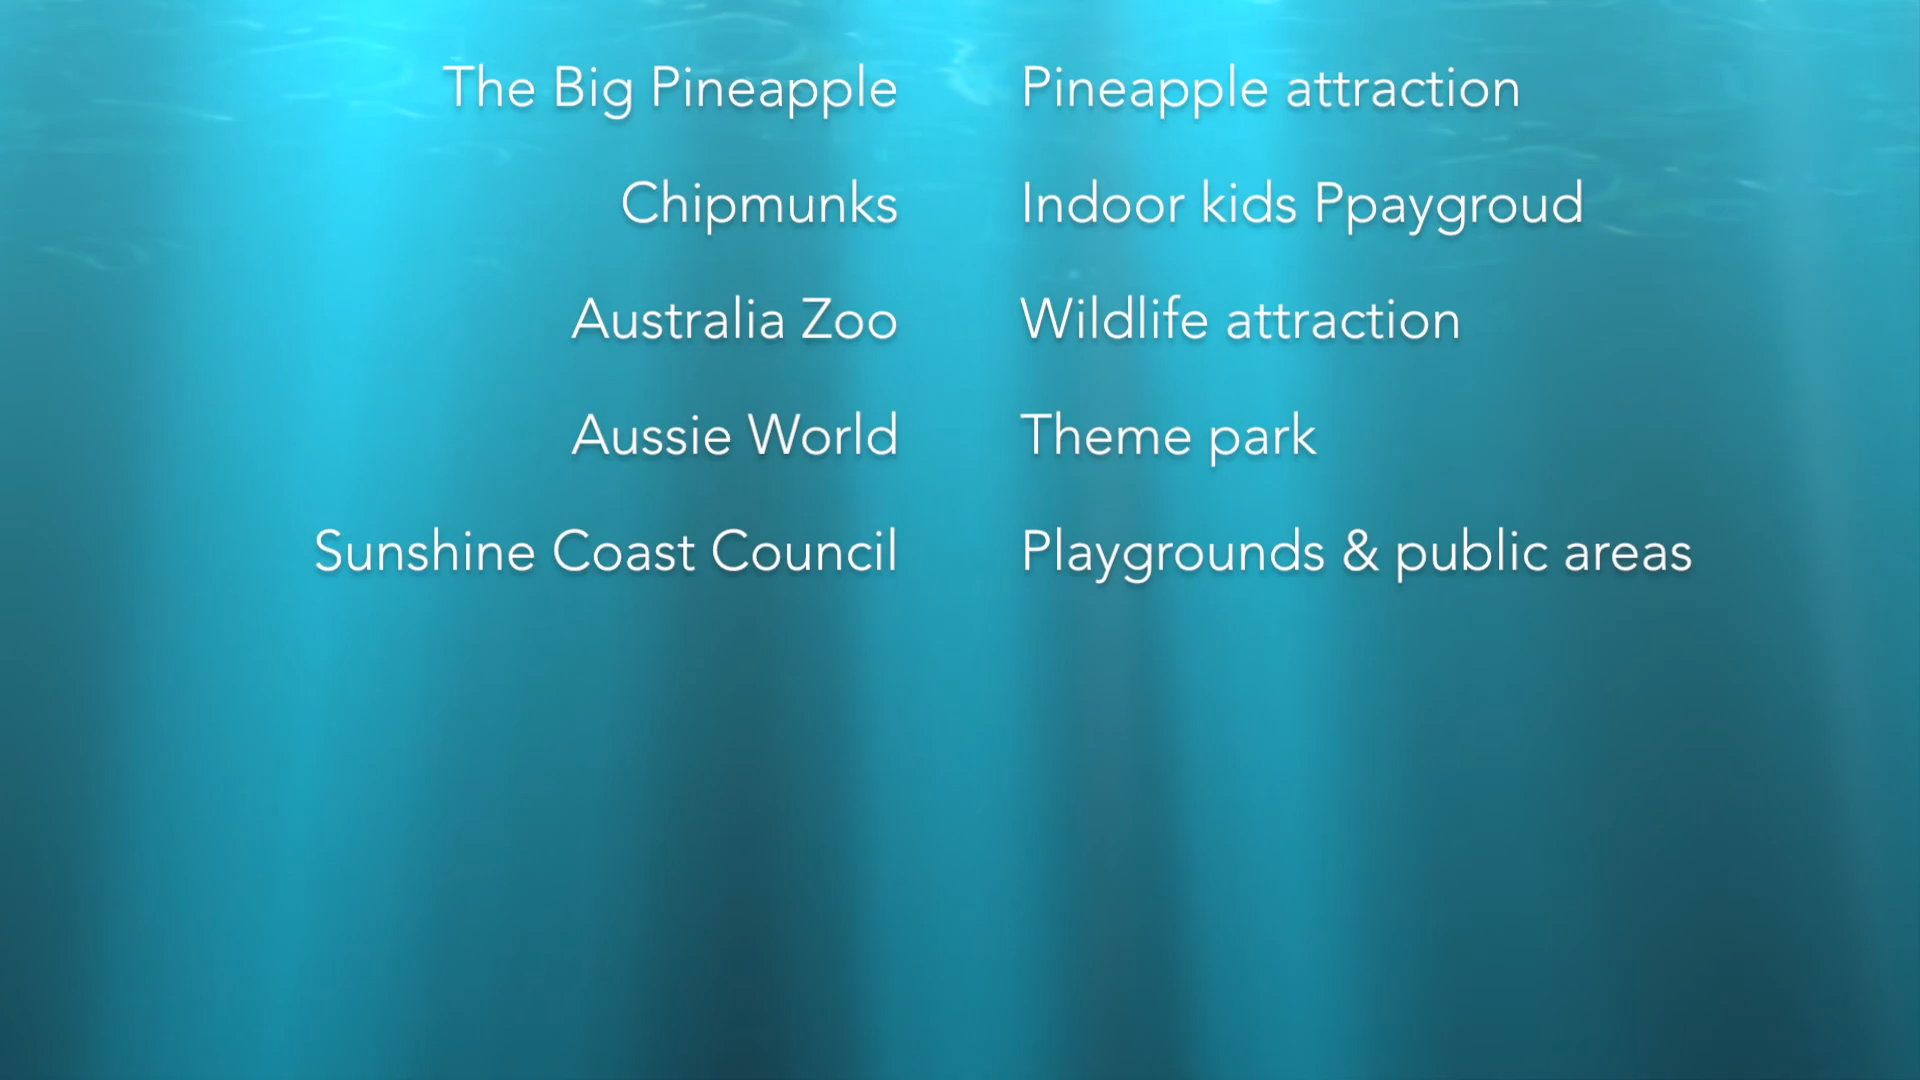 The Big Pineapple Pineapple attraction
Chipmunks Indoor kids Ppaygroud
Australia Zoo Wildlife attraction
Aussie World Theme park
Sunshine Coast Council Playgrounds & public areas